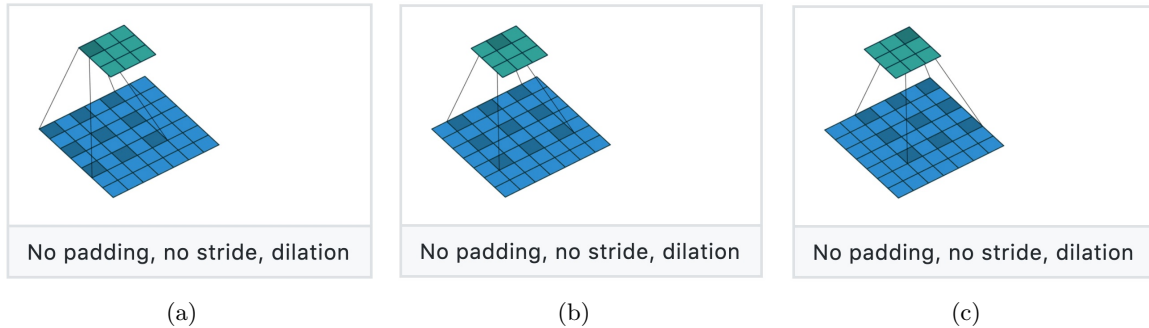 No padding, no stride, dilation
No padding, no stride, dilation
No padding, no stride, dilation
(a)
(b)
(c)